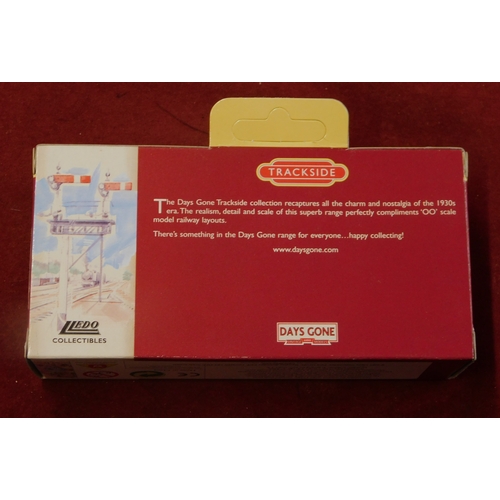 TRACKSIDE
The Days Gone Trackside collection recaptures all the charm and nostalgia of the 1930s
era. The realism, detail and scale of this superb range perfectly compliments 'OO' scale
model railway layouts.
There's something in the Days Gone range for everyone...happy collecting!
www.daysgone.com
LLEDO
COLLECTIBLES
DAYS GONE